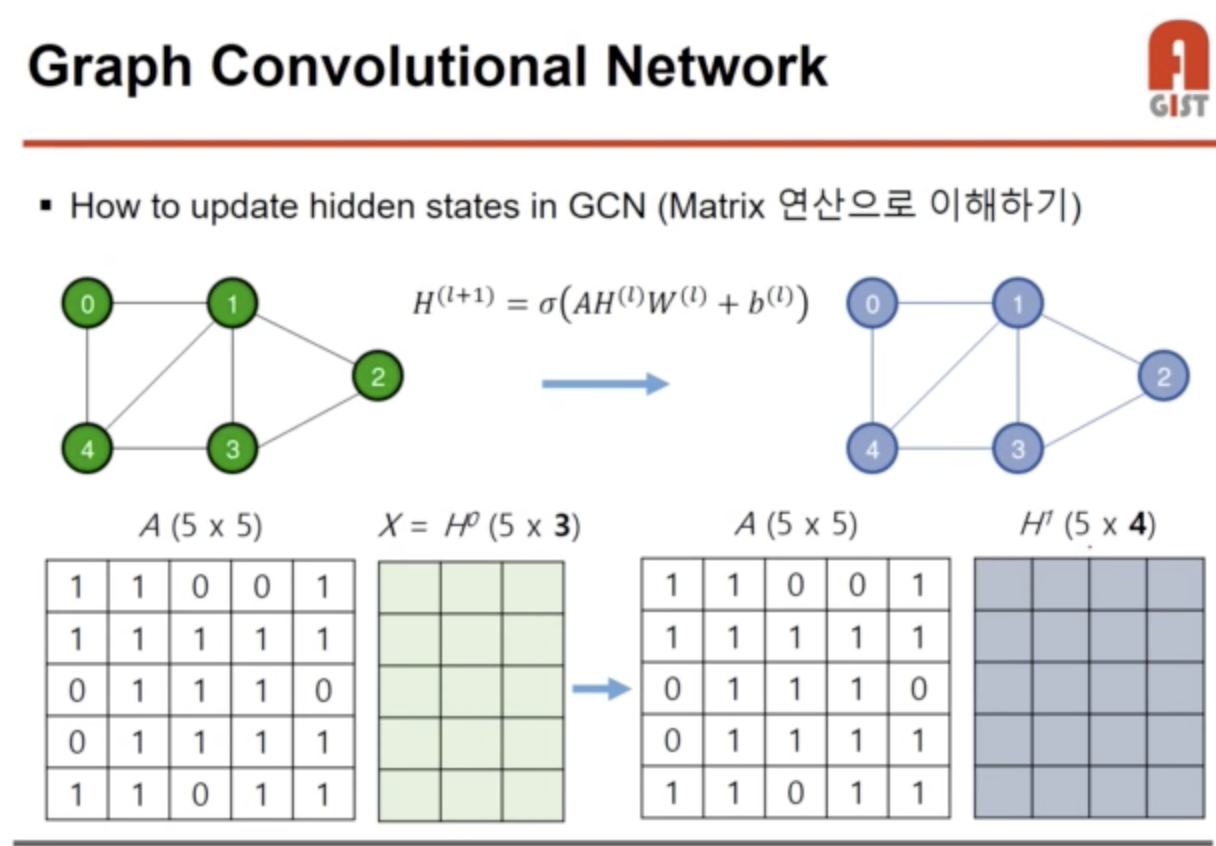 Graph Convolutional Network
GIST
▪ How to update hidden states in GCN (Matrix 연산으로 이해하기)
0 1 2 4 3
H^(l+1) = σ(AH^(l)W^(l) + b^(l))
0 1 2 4 3
A (5 x 5) X = H^0 (5 x 3) A (5 x 5) H^1 (5 x 4)
1 1 0 0 1 1 1 0 0 1
1 1 1 1 1 1 1 1 1 1
0 1 1 1 0 0 1 1 1 0
0 1 1 1 1 0 1 1 1 1
1 1 0 1 1 1 1 0 1 1